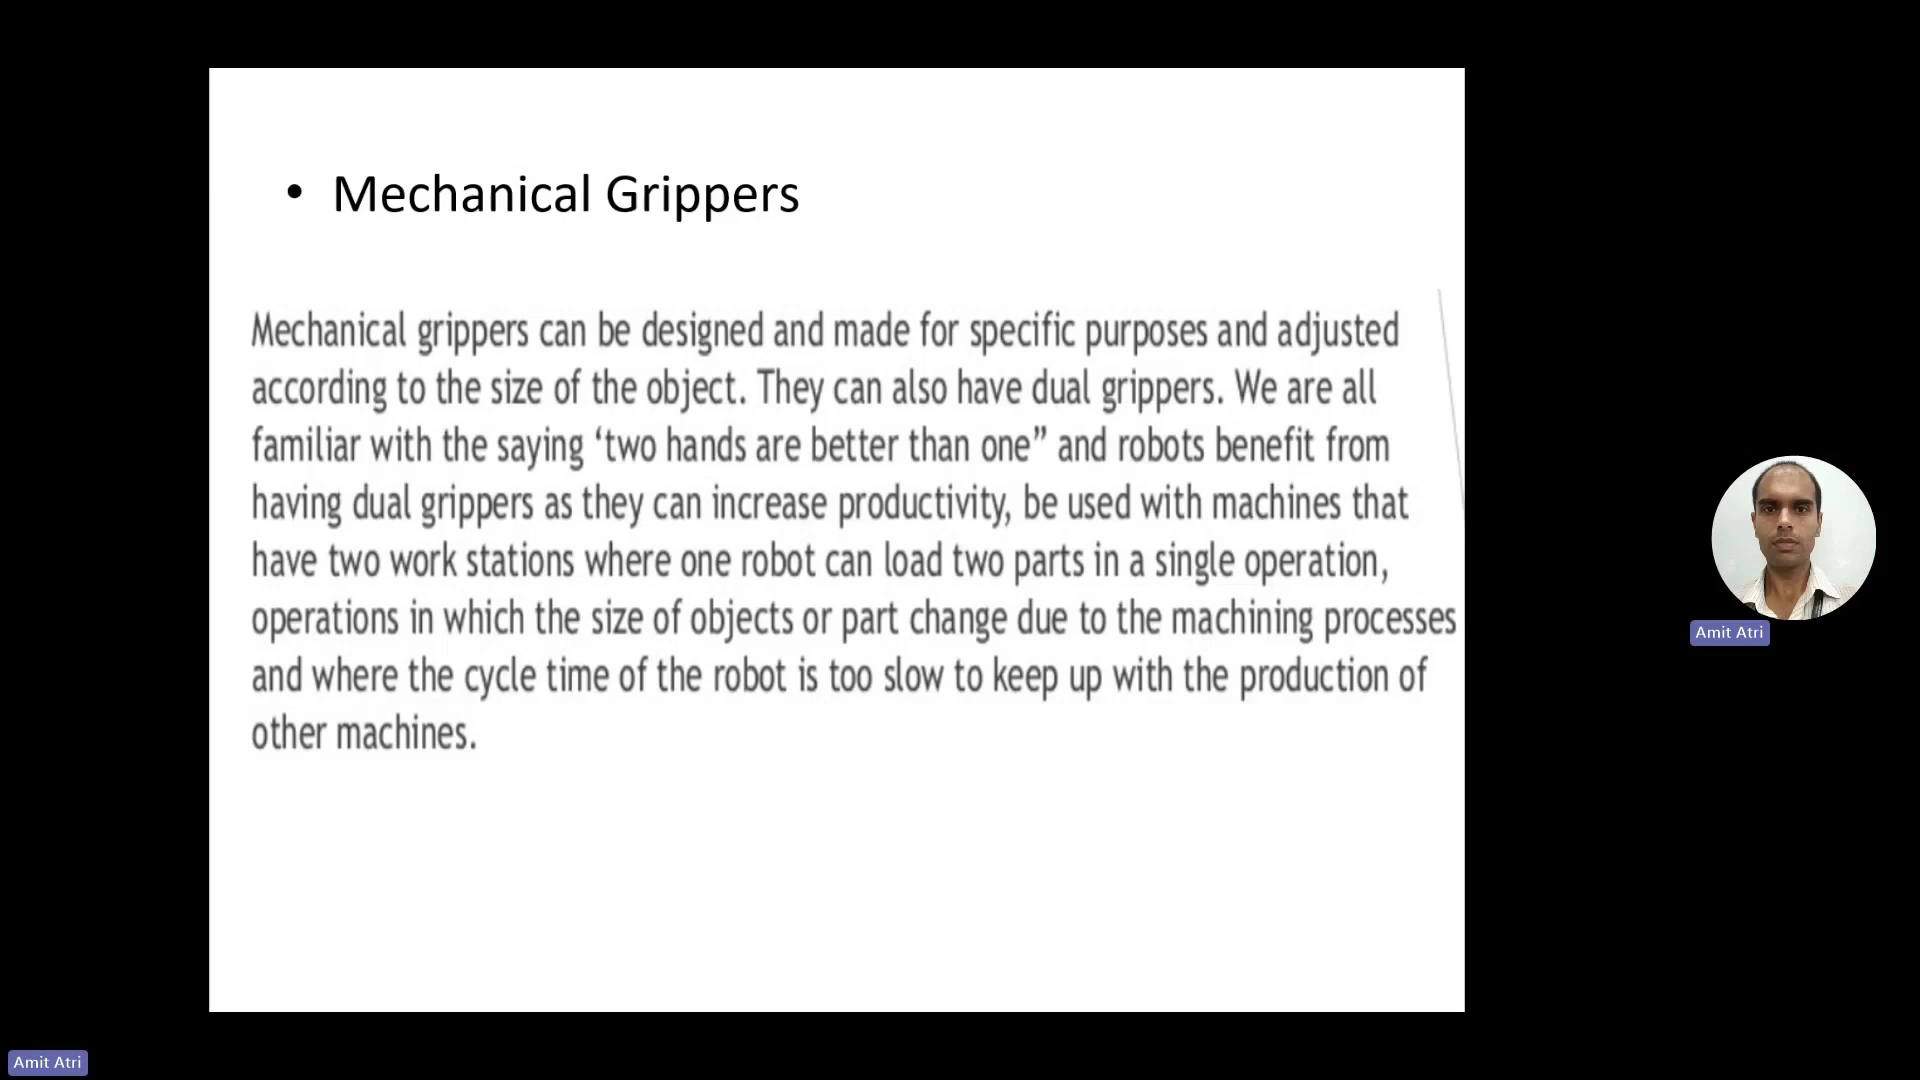 • Mechanical Grippers
Mechanical grippers can be designed and made for specific purposes and adjusted
according to the size of the object. They can also have dual grippers. We are all
familiar with the saying ‘two hands are better than one” and robots benefit from
having dual grippers as they can increase productivity, be used with machines that
have two work stations where one robot can load two parts in a single operation,
operations in which the size of objects or part change due to the machining processes
and where the cycle time of the robot is too slow to keep up with the production of
other machines.
Amit Atri
Amit Atri